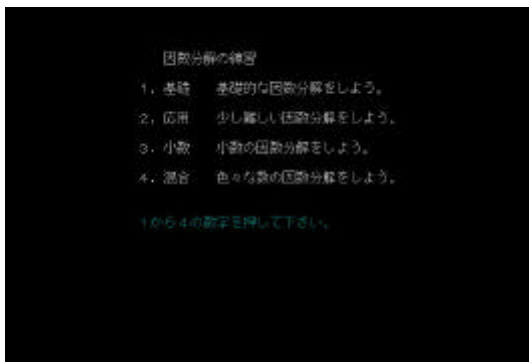 因数分解の練習
1. 基礎 基礎的な因数分解をしよう。
2. 応用 少し難しい因数分解をしよう。
3. 小数 小数の因数分解をしよう。
4. 混合 色々な数の因数分解をしよう。
1から4の数字を押して下さい。